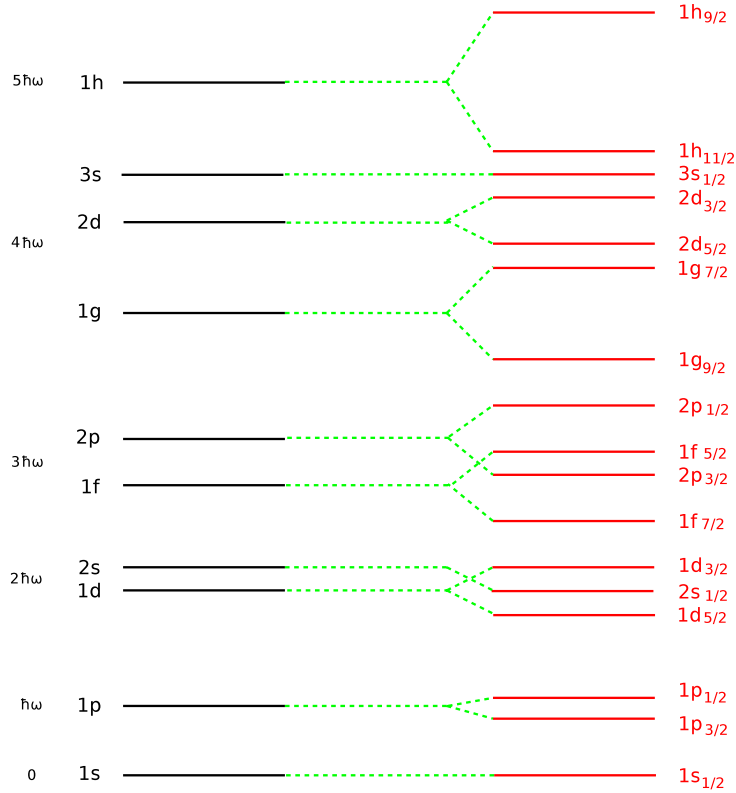 1h9/2
5ħω 1h
1h11/2
3s 3s1/2
2d3/2
2d
4ħω 2d5/2
1g7/2
1g
1g9/2
2p1/2
2p
1f5/2
3ħω
2p3/2
1f
1f7/2
2s 1d3/2
2ħω
1d 2s1/2
1d5/2
1p1/2
ħω 1p
1p3/2
0 1s 1s1/2